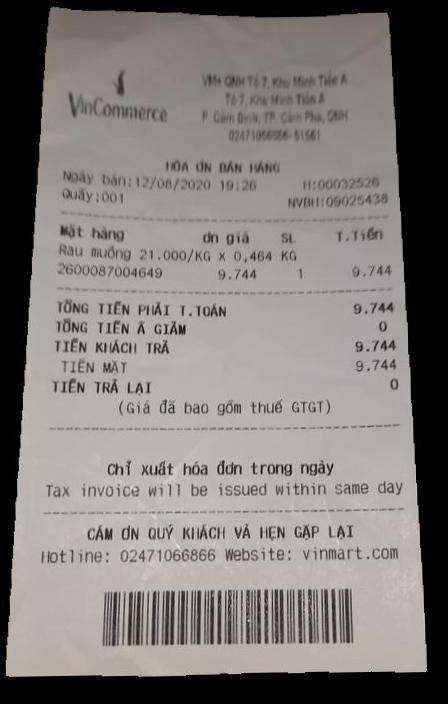 VinCommerce
VM+ QNH Tổ 7, Khu Minh Tiến A
Tổ 7, Khu Minh Tiến A
P. Cẩm Bình, TP. Cẩm Phả, QNH
02471066866- 51561
HÓA ƠN BÁN HÀNG
Ngày bán:12/08/2020 19:26 H:00032526
Quầy:001 NVBH:09025438
Mặt hàng ơn giá SL T.Tiền
Rau muống 21.000/KG X 0,464 KG
2600087004649 9.744 1 9.744
TỔNG TIỀN PHẢI T.TOÁN 9.744
TỔNG TIỀN Ã GIẢM 0
TIỀN KHÁCH TRẢ 9.744
TIỀN MẶT 9.744
TIỀN TRẢ LẠI 0
(Giá đã bao gồm thuế GTGT)
Chỉ xuất hóa đơn trong ngày
Tax invoice will be issued within same day
CẢM ƠN QUÝ KHÁCH VÀ HẸN GẶP LẠI
Hotline: 02471066866 Website: vinmart.com